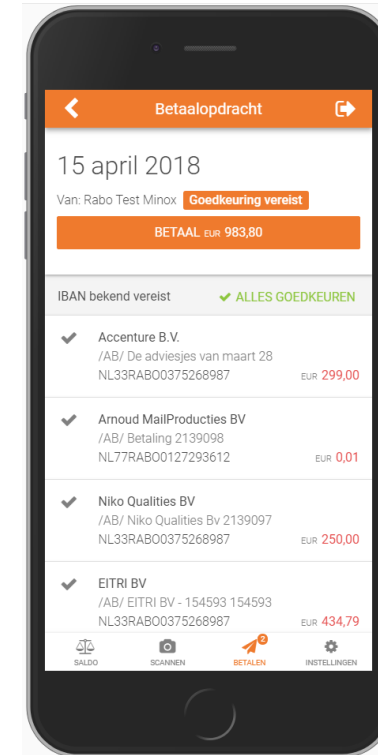 Betaalopdracht
15 april 2018
Van: Rabo Test Minox Goedkeuring vereist
BETAAL EUR 983,80
IBAN bekend vereist ALLES GOEDKEUREN
Accenture B.V.
/AB/ De adviesjes van maart 28
NL33RABO0375268987 EUR 299,00
Arnoud MailProducties BV
/AB/ Betaling 2139098
NL77RABO0127293612 EUR 0,01
Niko Qualities BV
/AB/ Niko Qualities Bv 2139097
NL33RABO0375268987 EUR 250,00
EITRI BV
/AB/ EITRI BV - 154593 154593
NL33RABO0375268987 EUR 434,79
2
SALDO SCANNEN BETALEN INSTELLINGEN